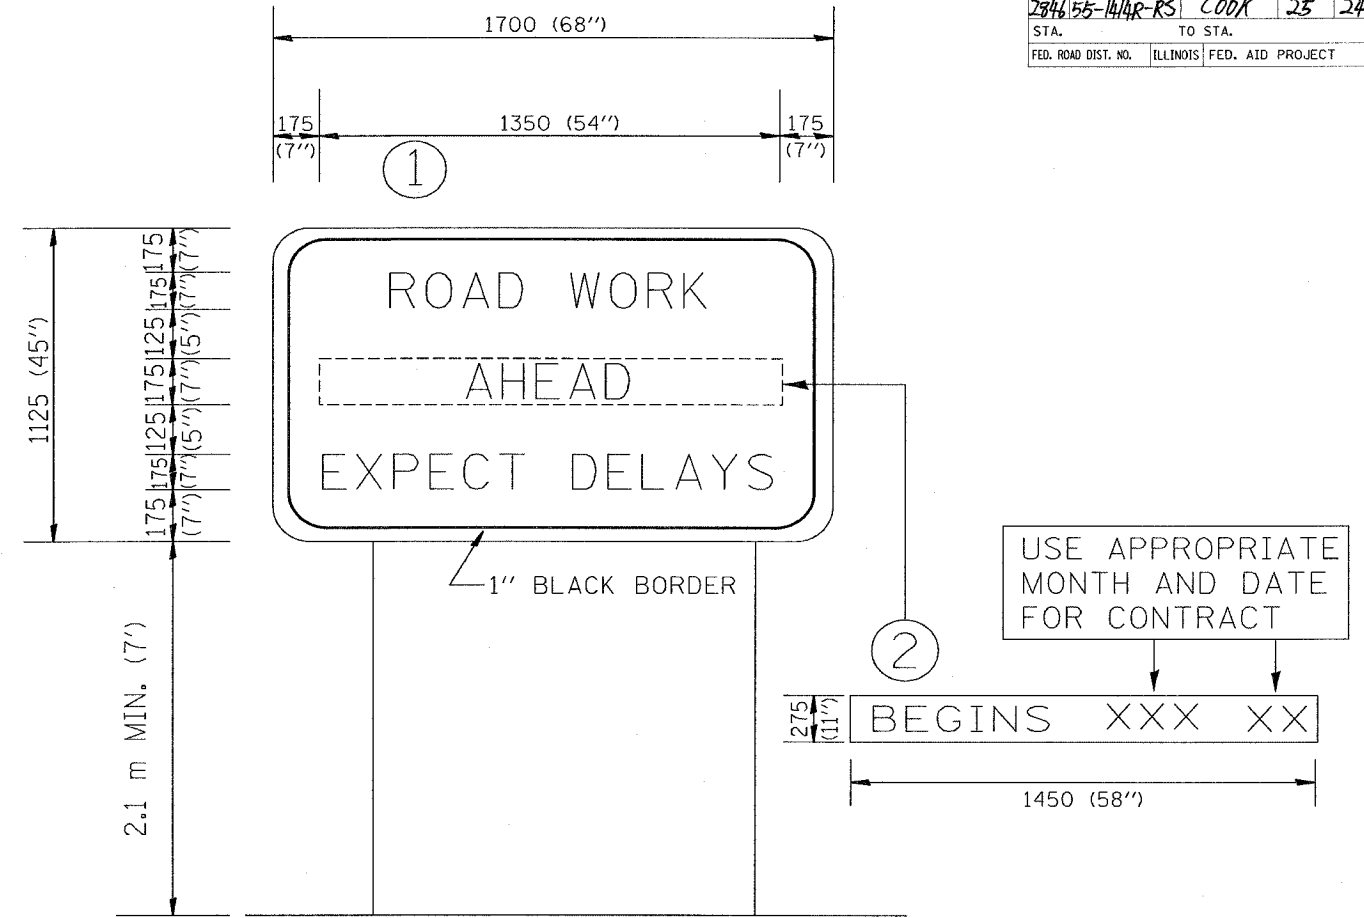 2846 55-1414R-RS COOK 25 24
STA. TO STA.
FED. ROAD DIST. NO. ILLINOIS FED. AID PROJECT
1700 (68")
175 (7") 1350 (54") 175 (7")
1
1125 (45")
175 (7")
175 (7")
125 (5")
175 (7")
125 (5")
175 (7")
175 (7")
ROAD WORK
AHEAD
EXPECT DELAYS
1" BLACK BORDER
2.1 m MIN. (7')
USE APPROPRIATE
MONTH AND DATE
FOR CONTRACT
2
275 (11")
BEGINS XXX XX
1450 (58")